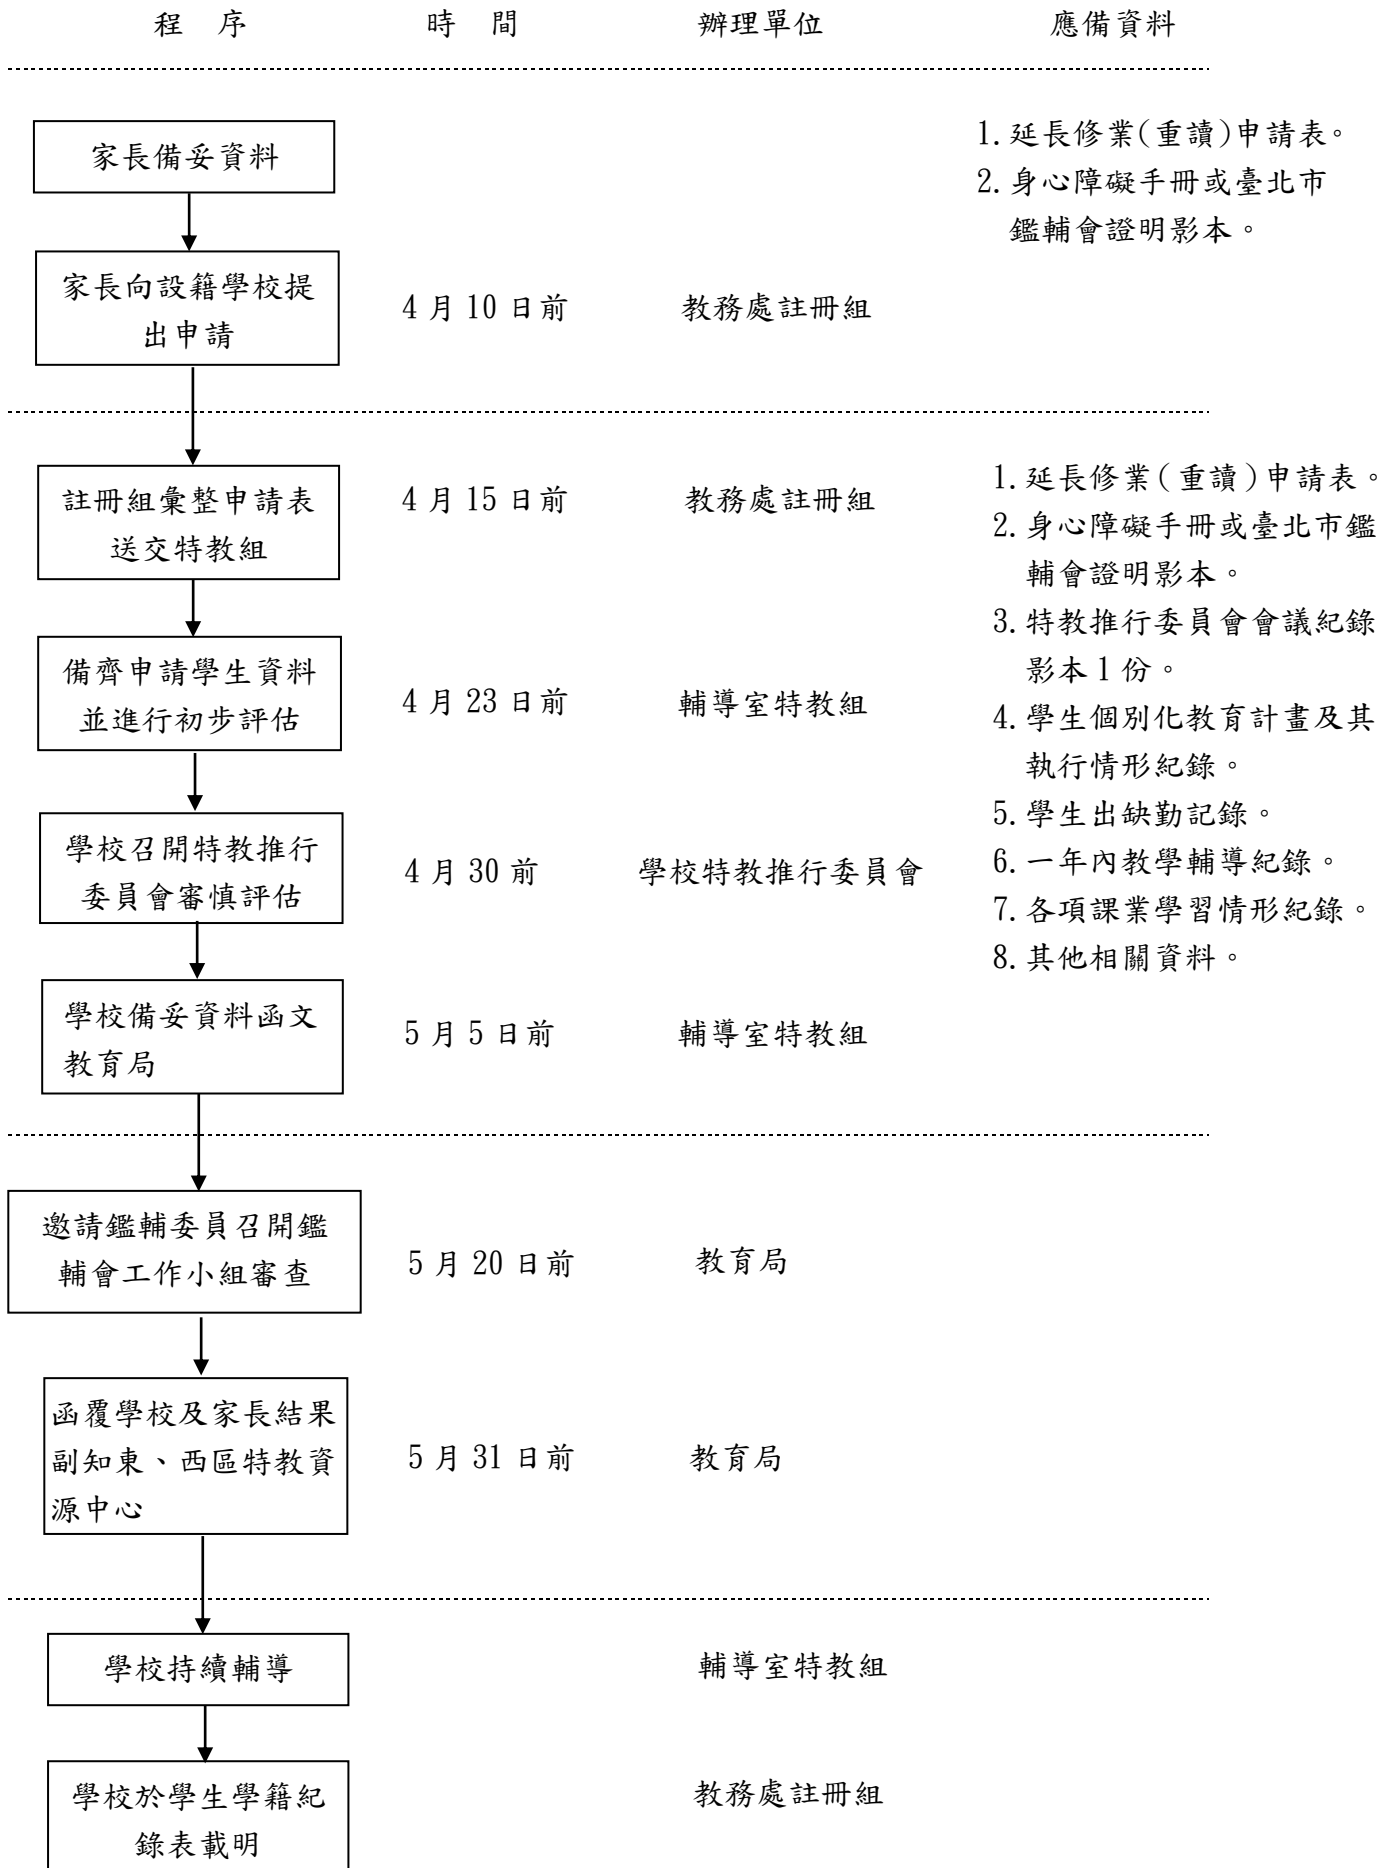 程 序 時 間 辦理單位 應備資料
家長備妥資料
1.延長修業(重讀)申請表。
2.身心障礙手冊或臺北市
鑑輔會證明影本。
家長向設籍學校提
出申請
4月10日前
教務處註冊組
註冊組彙整申請表
送交特教組
4月15日前
教務處註冊組
1.延長修業(重讀)申請表。
2.身心障礙手冊或臺北市鑑
輔會證明影本。
3.特教推行委員會會議紀錄
影本1份。
4.學生個別化教育計畫及其
執行情形紀錄。
5.學生出缺勤記錄。
6.一年內教學輔導紀錄。
7.各項課業學習情形紀錄。
8.其他相關資料。
備齊申請學生資料
並進行初步評估
4月23日前
輔導室特教組
學校召開特教推行
委員會審慎評估
4月30前
學校特教推行委員會
學校備妥資料函文
教育局
5月5日前
輔導室特教組
邀請鑑輔委員召開鑑
輔會工作小組審查
5月20日前
教育局
函覆學校及家長結果
副知東、西區特教資
源中心
5月31日前
教育局
學校持續輔導
輔導室特教組
學校於學生學籍紀
錄表載明
教務處註冊組